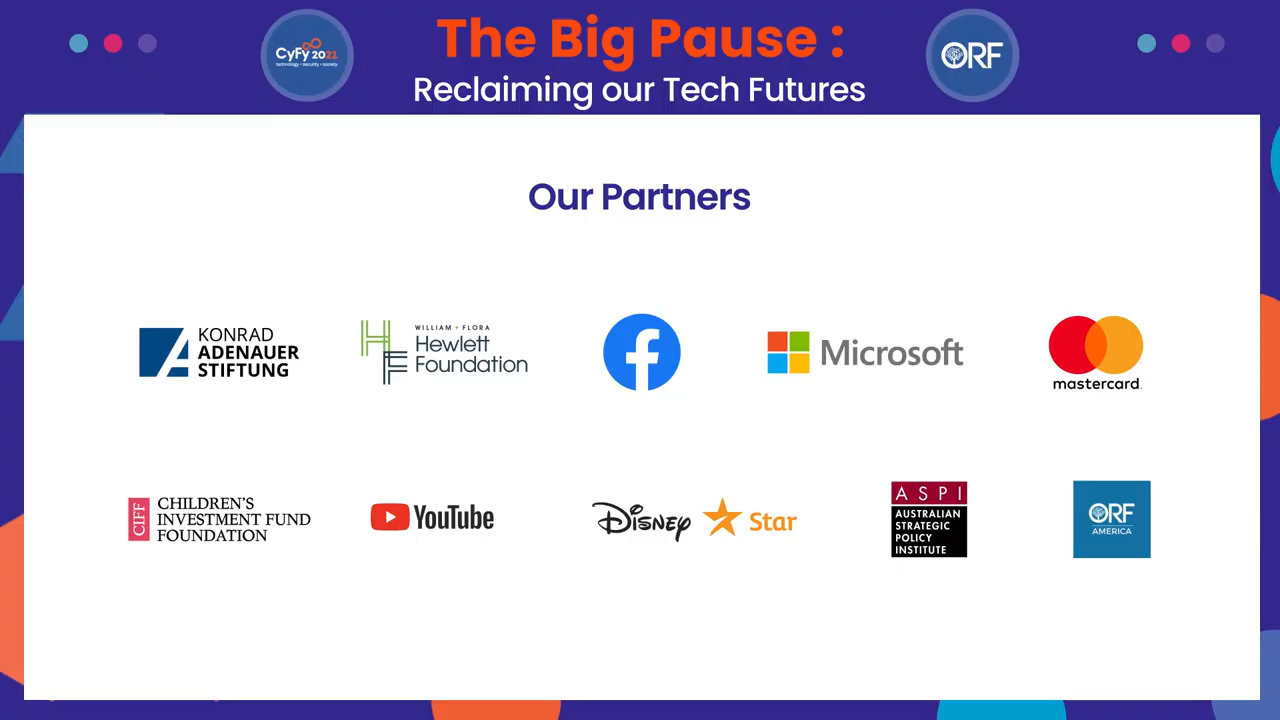 The Big Pause :
CyFy 2021
technology • security • society
ORF
Reclaiming our Tech Futures
Our Partners
KONRAD
ADENAUER
STIFTUNG
WILLIAM + FLORA
Hewlett
Foundation
Microsoft
mastercard.
CIFF
CHILDREN'S
INVESTMENT FUND
FOUNDATION
YouTube
Disney Star
ASPI
AUSTRALIAN
STRATEGIC
POLICY
INSTITUTE
ORF
AMERICA